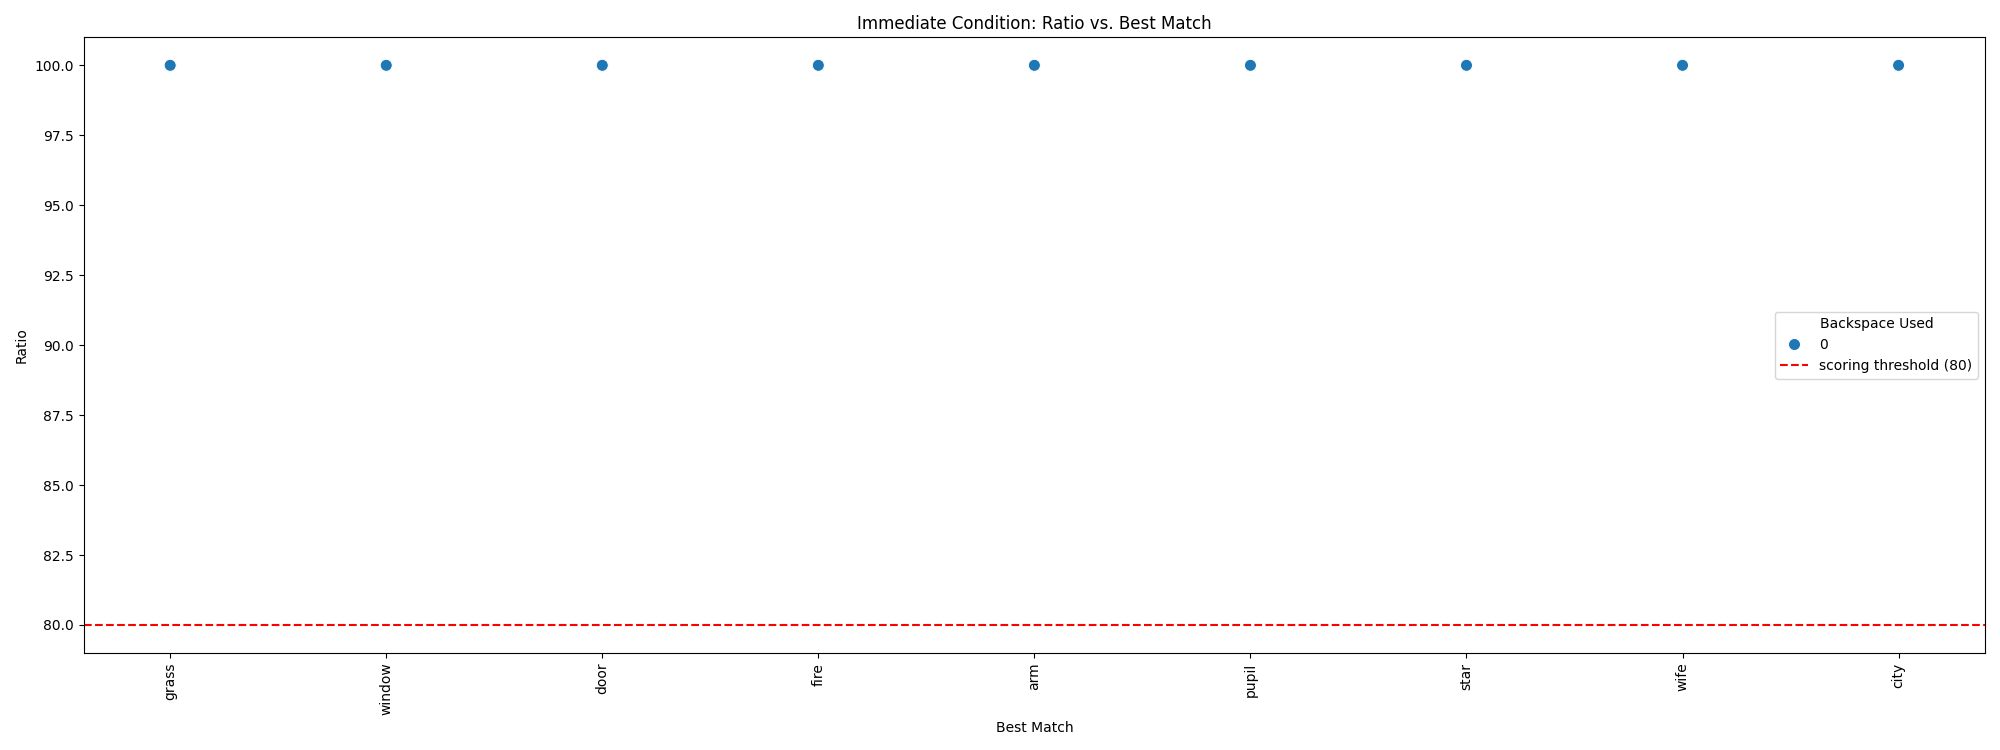 Immediate Condition: Ratio vs. Best Match
100.0
97.5
95.0
92.5
90.0
87.5
85.0
82.5
80.0
Ratio
Backspace Used
0
scoring threshold (80)
grass
window
door
fire
arm
pupil
star
wife
city
Best Match